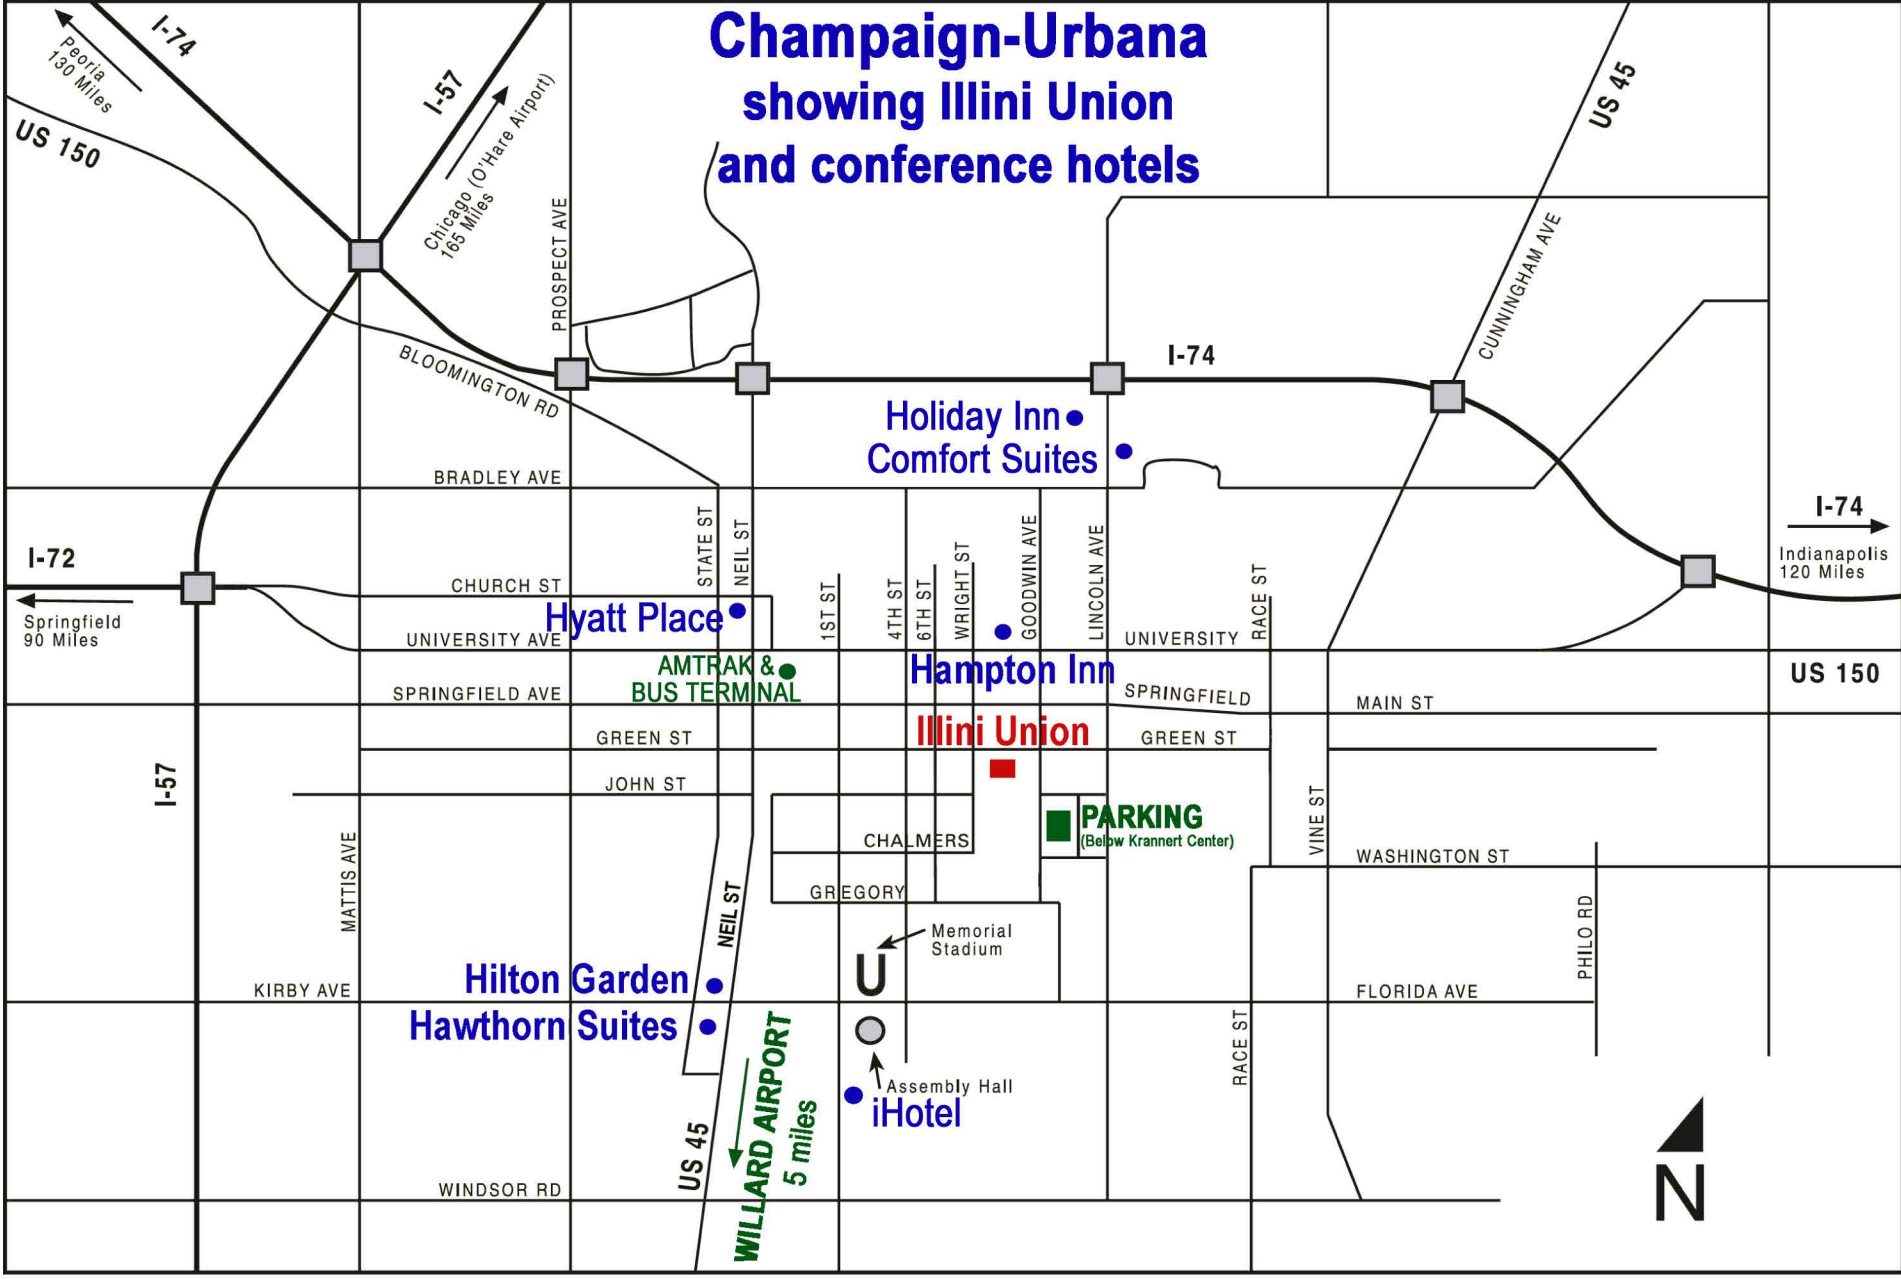 Champaign-Urbana
showing Illini Union
and conference hotels
I-74
Peoria
130 Miles
I-57
Chicago (O'Hare Airport)
165 Miles
US 150
US 45
PROSPECT AVE
CUNNINGHAM AVE
BLOOMINGTON RD
I-74
Holiday Inn
Comfort Suites
BRADLEY AVE
I-74
Indianapolis
120 Miles
I-72
Springfield
90 Miles
STATE ST
NEIL ST
1ST ST
4TH ST
6TH ST
WRIGHT ST
GOODWIN AVE
LINCOLN AVE
RACE ST
CHURCH ST
Hyatt Place
UNIVERSITY AVE
UNIVERSITY
AMTRAK &
BUS TERMINAL
Hampton Inn
US 150
SPRINGFIELD AVE
SPRINGFIELD
MAIN ST
Illini Union
GREEN ST
GREEN ST
I-57
JOHN ST
VINE ST
PARKING
(Below Krannert Center)
CHALMERS
MATTIS AVE
WASHINGTON ST
GREGORY
NEIL ST
PHILO RD
Memorial
Stadium
U
Hilton Garden
KIRBY AVE
FLORIDA AVE
Hawthorn Suites
RACE ST
Assembly Hall
iHotel
WILLARD AIRPORT
5 miles
US 45
WINDSOR RD
N